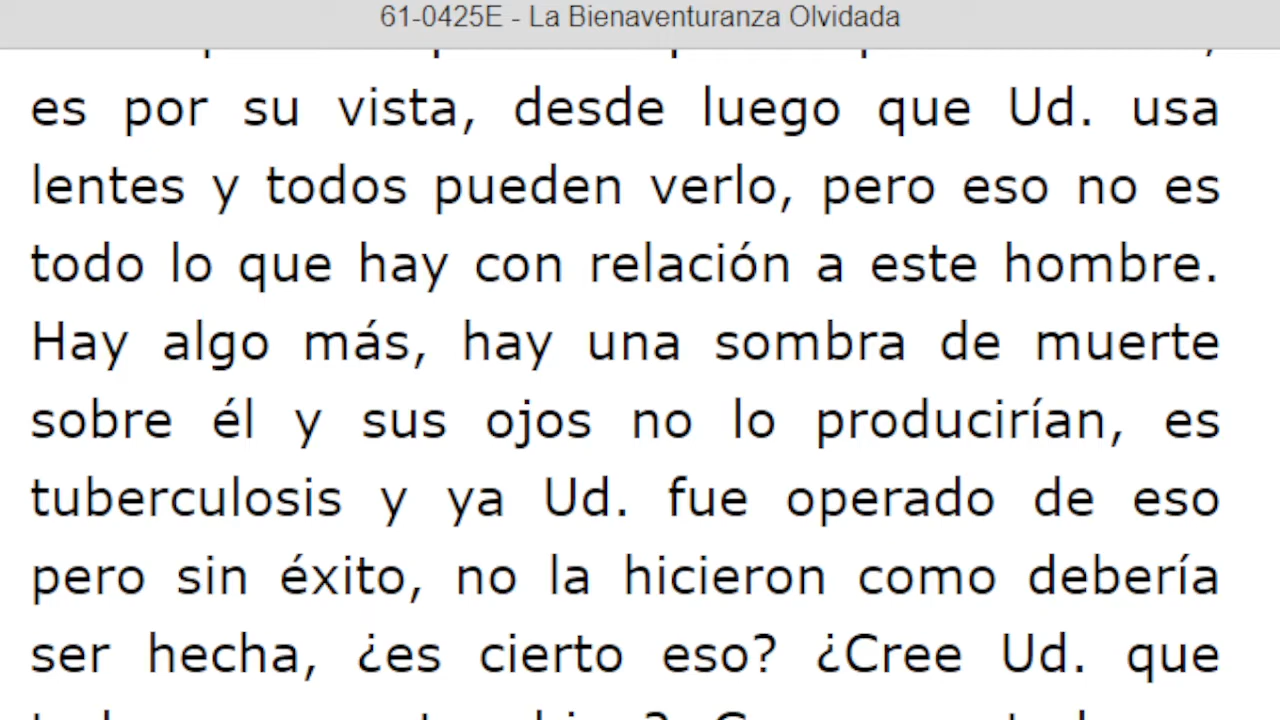 61-0425E - La Bienaventuranza Olvidada
es por su vista, desde luego que Ud. usa
lentes y todos pueden verlo, pero eso no es
todo lo que hay con relación a este hombre.
Hay algo más, hay una sombra de muerte
sobre él y sus ojos no lo producirían, es
tuberculosis y ya Ud. fue operado de eso
pero sin éxito, no la hicieron como debería
ser hecha, ¿es cierto eso? ¿Cree Ud. que